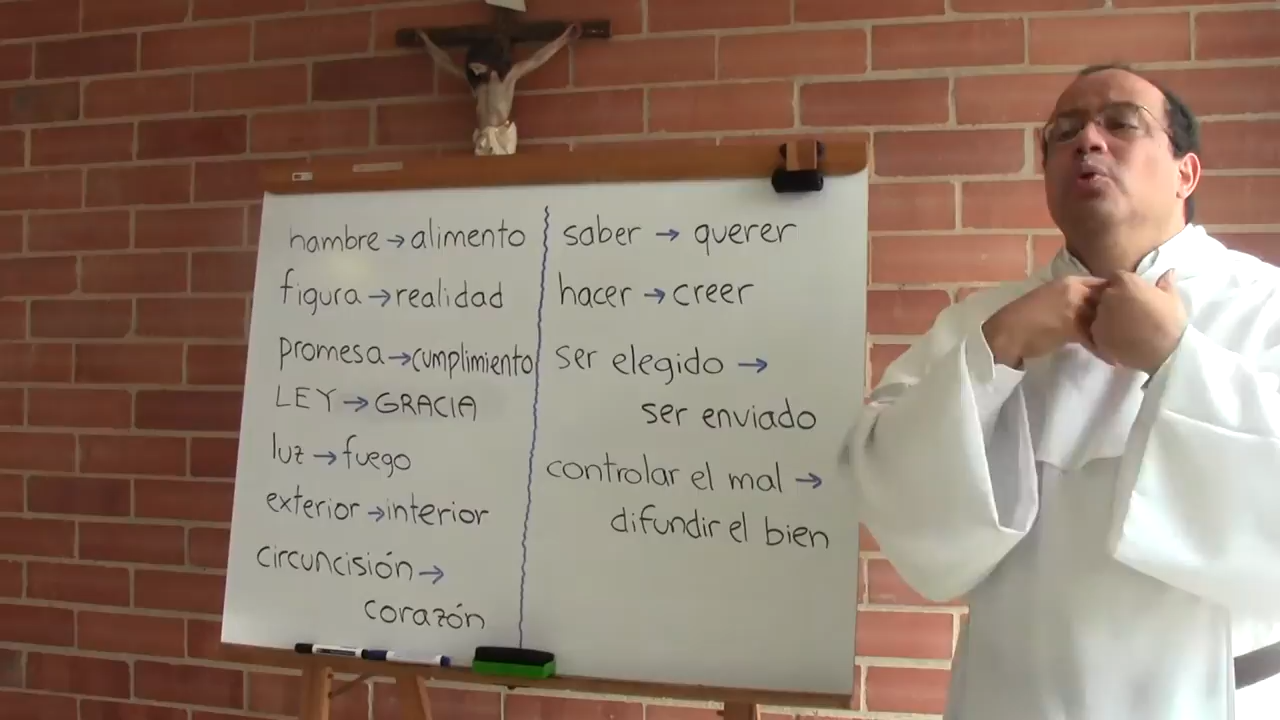 hambre → alimento
figura → realidad
promesa → cumplimiento
LEY → GRACIA
luz → fuego
exterior → interior
circuncisión →
corazón
saber → querer
hacer → creer
ser elegido →
ser enviado
controlar el mal →
difundir el bien